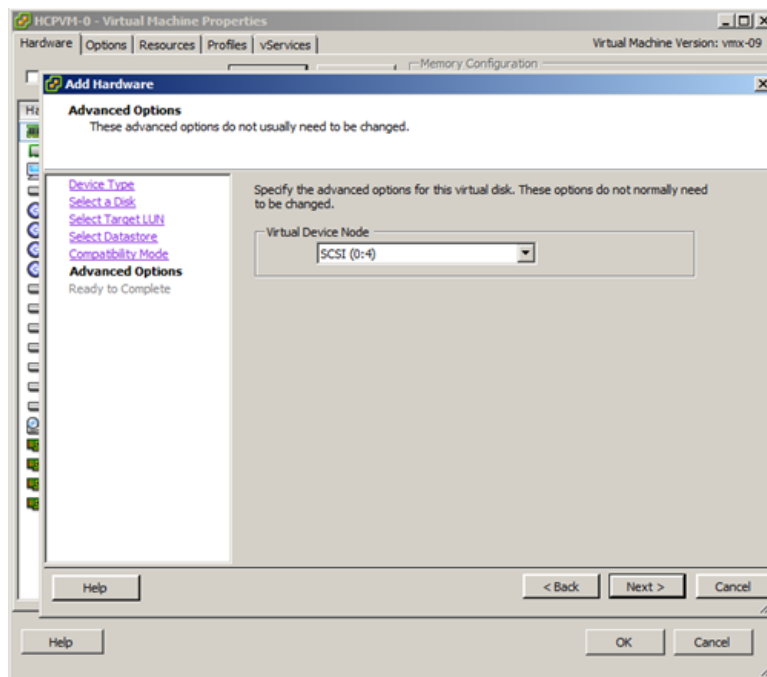 HCPVM-0 - Virtual Machine Properties
Hardware Options Resources Profiles vServices Virtual Machine Version: vmx-09
Memory Configuration
Add Hardware
Ha
Advanced Options
These advanced options do not usually need to be changed.
Device Type
Select a Disk
Select Target LUN
Select Datastore
Compatibility Mode
Advanced Options
Ready to Complete
Specify the advanced options for this virtual disk. These options do not normally need
to be changed.
Virtual Device Node
SCSI (0:4)
Help < Back Next > Cancel
Help OK Cancel